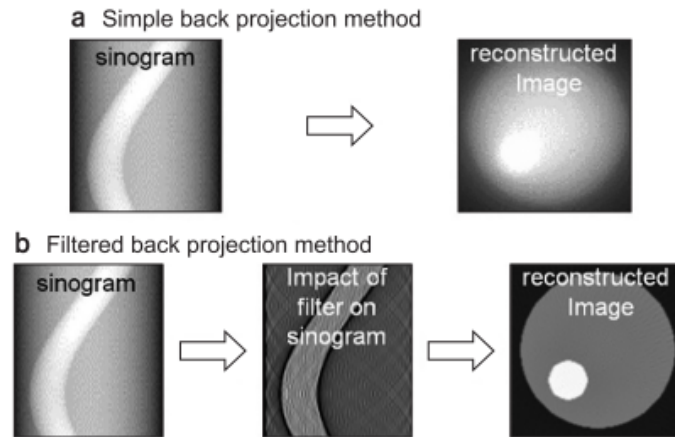 a Simple back projection method
sinogram
reconstructed
Image
b Filtered back projection method
sinogram
Impact of
filter on
sinogram
reconstructed
Image